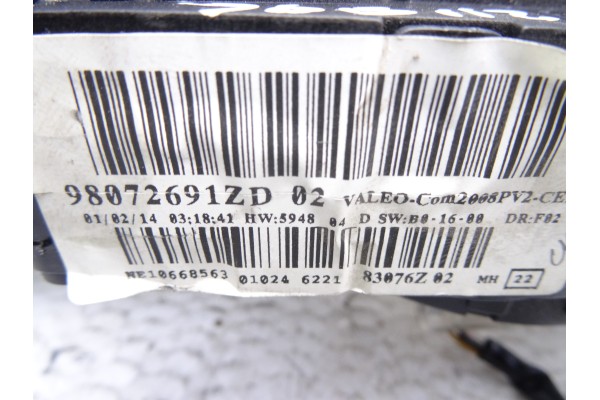 98072691ZD 02 VALEO-Com2008PV2-CE
01/02/14 03:18:41 HW:5948 04 D SW:B0-16-00 DR:F02
NE10668563 01024 6221 83076Z 02 MH 22